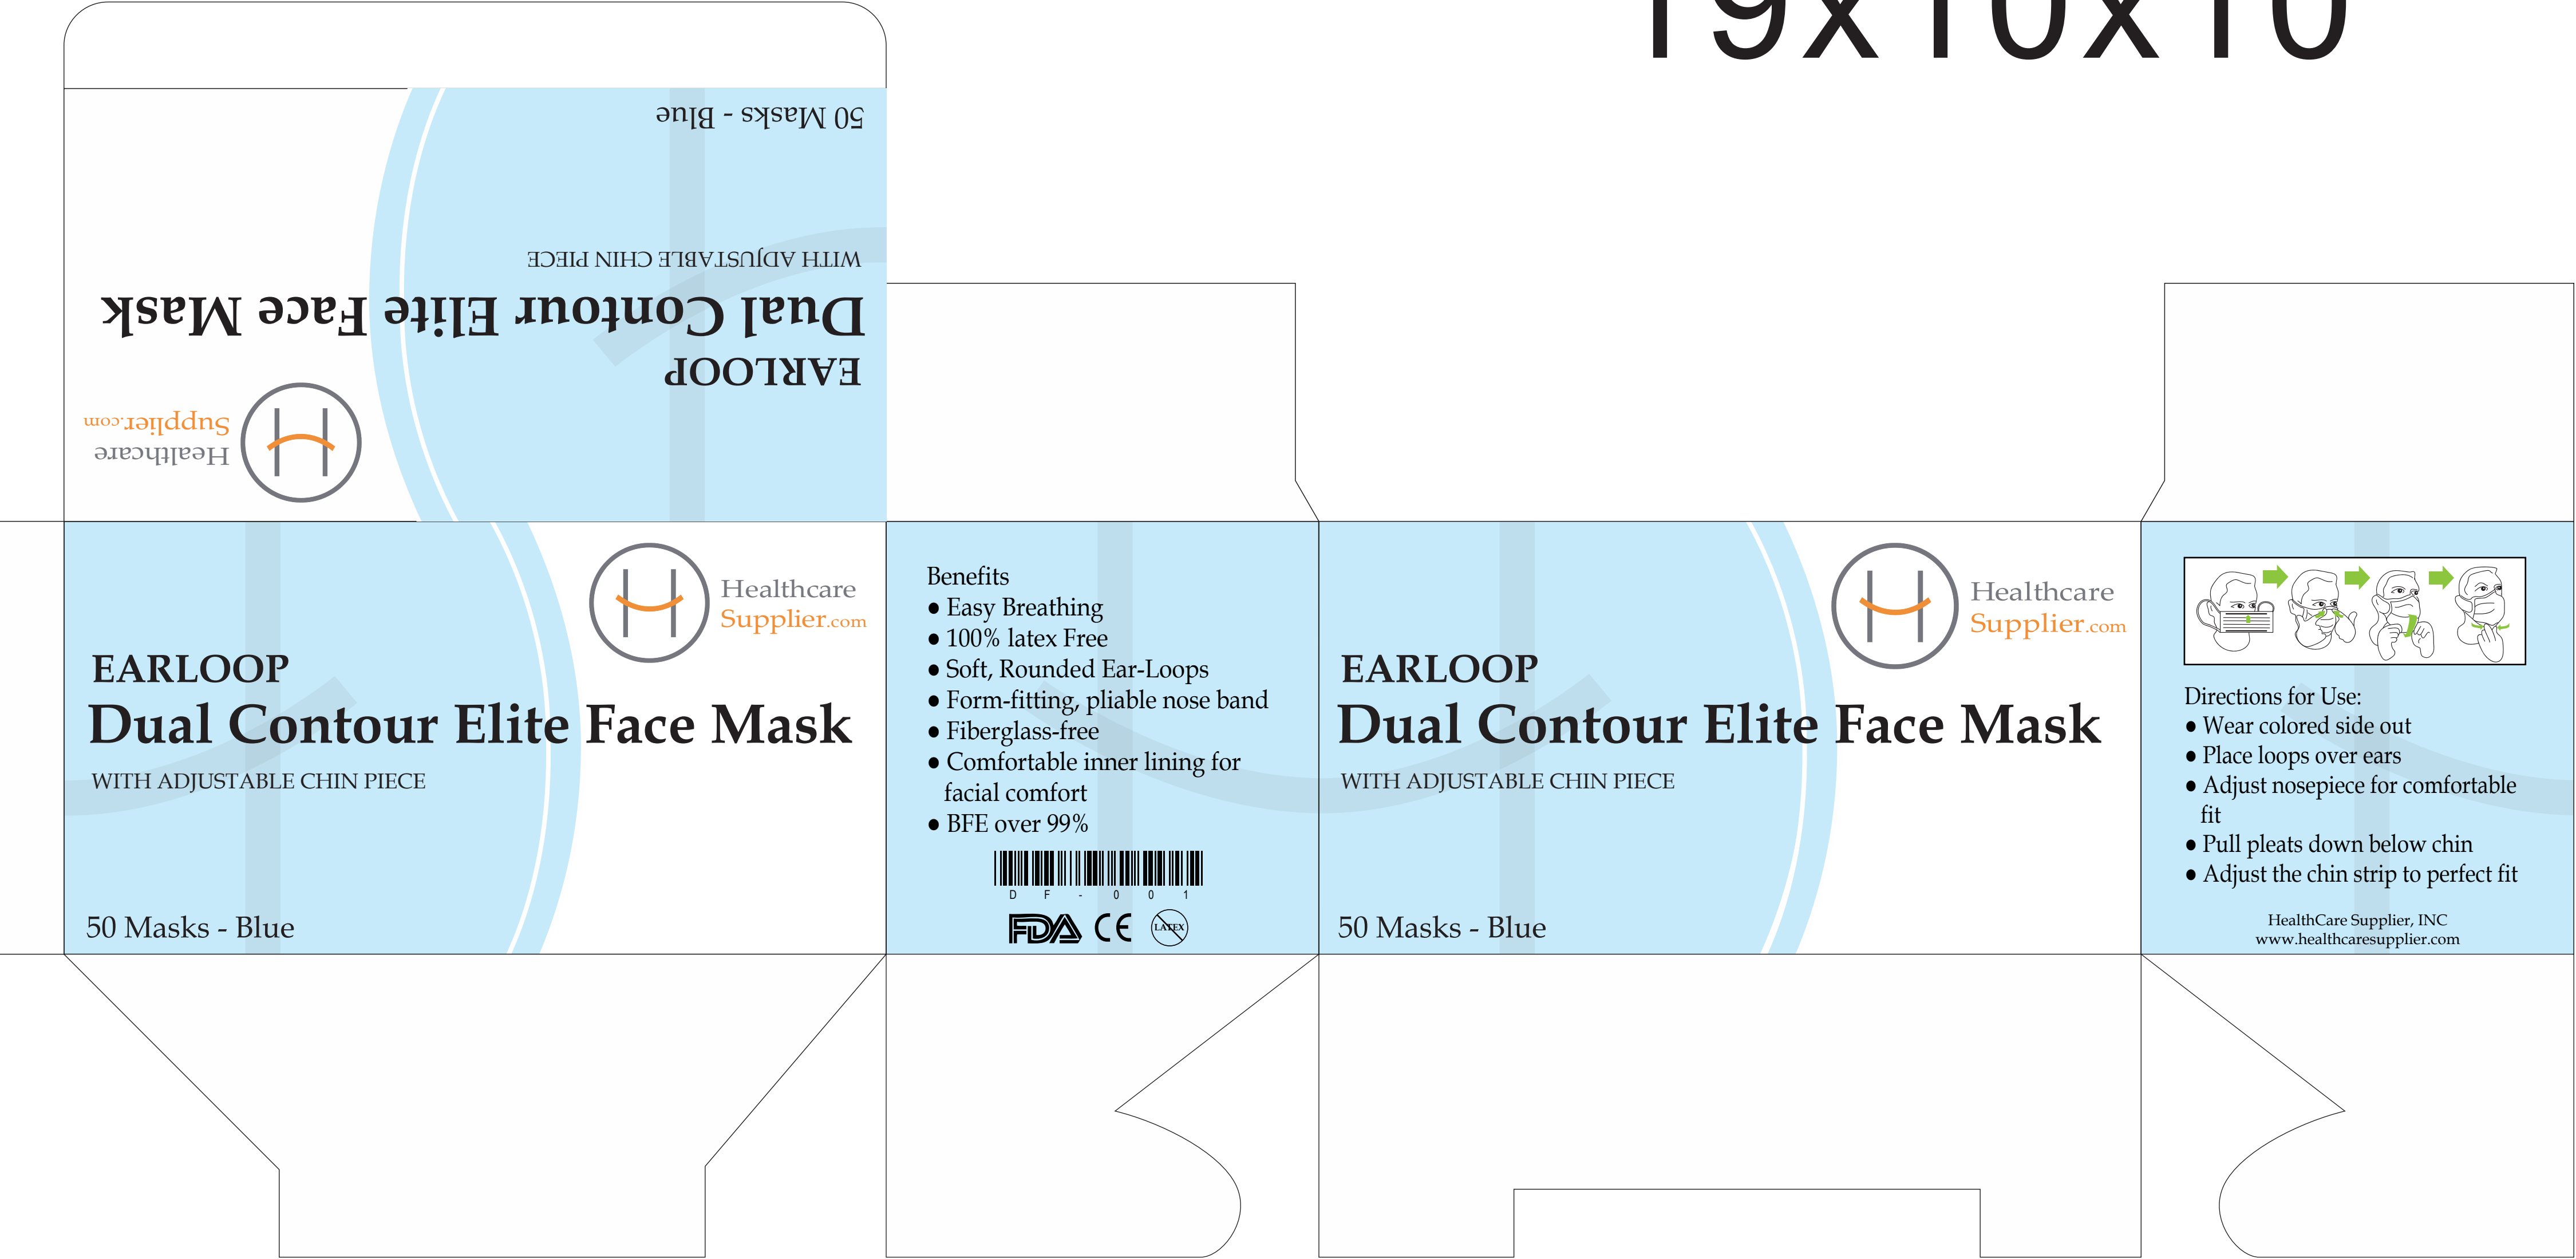 19x10x10
50 Masks - Blue
WITH ADJUSTABLE CHIN PIECE
Dual Contour Elite Face Mask
EARLOOP
Healthcare
Supplier.com
Healthcare
Supplier.com
EARLOOP
Dual Contour Elite Face Mask
WITH ADJUSTABLE CHIN PIECE
50 Masks - Blue
Benefits
● Easy Breathing
● 100% latex Free
● Soft, Rounded Ear-Loops
● Form-fitting, pliable nose band
● Fiberglass-free
● Comfortable inner lining for
facial comfort
● BFE over 99%
DF-001
FDA CE LATEX
Healthcare
Supplier.com
EARLOOP
Dual Contour Elite Face Mask
WITH ADJUSTABLE CHIN PIECE
50 Masks - Blue
Directions for Use:
● Wear colored side out
● Place loops over ears
● Adjust nosepiece for comfortable
fit
● Pull pleats down below chin
● Adjust the chin strip to perfect fit
HealthCare Supplier, INC
www.healthcaresupplier.com